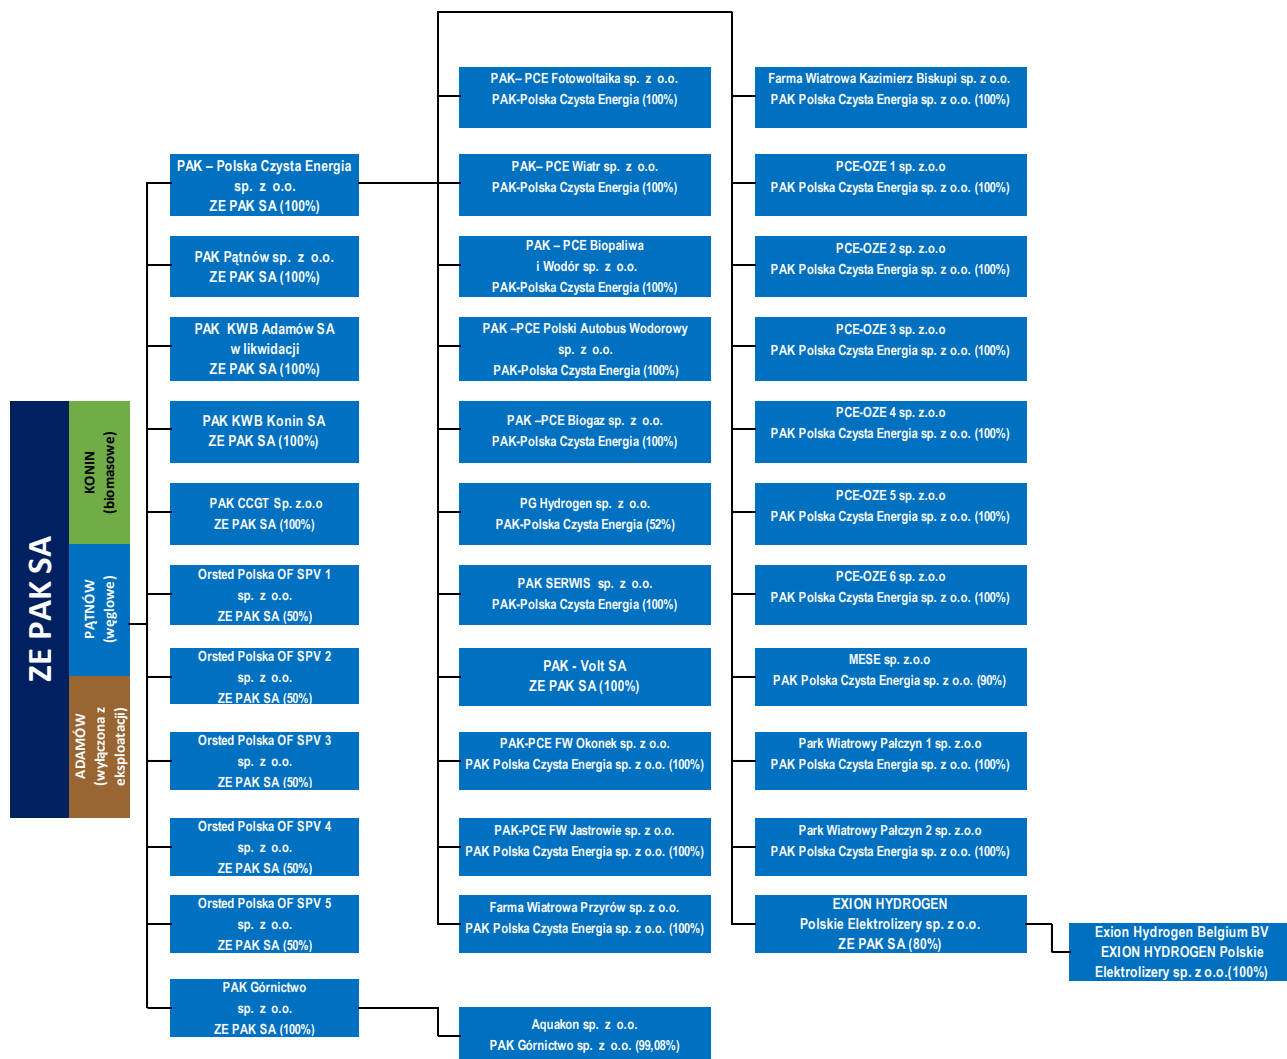 ZE PAK SA
KONIN
(biomasowe)
PĄTNÓW
(węglowe)
ADAMÓW
(wyłączona z
eksploatacji)
PAK – Polska Czysta Energia
sp. z o.o.
ZE PAK SA (100%)
PAK Pątnów sp. z o.o.
ZE PAK SA (100%)
PAK KWB Adamów SA
w likwidacji
ZE PAK SA (100%)
PAK KWB Konin SA
ZE PAK SA (100%)
PAK CCGT Sp. z.o.o
ZE PAK SA (100%)
Orsted Polska OF SPV 1
sp. z o.o.
ZE PAK SA (50%)
Orsted Polska OF SPV 2
sp. z o.o.
ZE PAK SA (50%)
Orsted Polska OF SPV 3
sp. z o.o.
ZE PAK SA (50%)
Orsted Polska OF SPV 4
sp. z o.o.
ZE PAK SA (50%)
Orsted Polska OF SPV 5
sp. z o.o.
ZE PAK SA (50%)
PAK Górnictwo
sp. z o.o.
ZE PAK SA (100%)
PAK– PCE Fotowoltaika sp. z o.o.
PAK-Polska Czysta Energia (100%)
PAK– PCE Wiatr sp. z o.o.
PAK-Polska Czysta Energia (100%)
PAK – PCE Biopaliwa
i Wodór sp. z o.o.
PAK-Polska Czysta Energia (100%)
PAK –PCE Polski Autobus Wodorowy
sp. z o.o.
PAK-Polska Czysta Energia (100%)
PAK –PCE Biogaz sp. z o.o.
PAK-Polska Czysta Energia (100%)
PG Hydrogen sp. z o.o.
PAK-Polska Czysta Energia (52%)
PAK SERWIS sp. z o.o.
PAK-Polska Czysta Energia (100%)
PAK - Volt SA
ZE PAK SA (100%)
PAK-PCE FW Okonek sp. z o.o.
PAK Polska Czysta Energia sp. z o.o. (100%)
PAK-PCE FW Jastrowie sp. z o.o.
PAK Polska Czysta Energia sp. z o.o. (100%)
Farma Wiatrowa Przyrów sp. z o.o.
PAK Polska Czysta Energia sp. z o.o. (100%)
Aquakon sp. z o.o.
PAK Górnictwo sp. z o.o. (99,08%)
Farma Wiatrowa Kazimierz Biskupi sp. z o.o.
PAK Polska Czysta Energia sp. z o.o. (100%)
PCE-OZE 1 sp. z.o.o
PAK Polska Czysta Energia sp. z o.o. (100%)
PCE-OZE 2 sp. z.o.o
PAK Polska Czysta Energia sp. z o.o. (100%)
PCE-OZE 3 sp. z.o.o
PAK Polska Czysta Energia sp. z o.o. (100%)
PCE-OZE 4 sp. z.o.o
PAK Polska Czysta Energia sp. z o.o. (100%)
PCE-OZE 5 sp. z.o.o
PAK Polska Czysta Energia sp. z o.o. (100%)
PCE-OZE 6 sp. z.o.o
PAK Polska Czysta Energia sp. z o.o. (100%)
MESE sp. z.o.o
PAK Polska Czysta Energia sp. z o.o. (90%)
Park Wiatrowy Pałczyn 1 sp. z.o.o
PAK Polska Czysta Energia sp. z o.o. (100%)
Park Wiatrowy Pałczyn 2 sp. z.o.o
PAK Polska Czysta Energia sp. z o.o. (100%)
EXION HYDROGEN
Polskie Elektrolizery sp. z o.o.
ZE PAK SA (80%)
Exion Hydrogen Belgium BV
EXION HYDROGEN Polskie
Elektrolizery sp. z o.o.(100%)